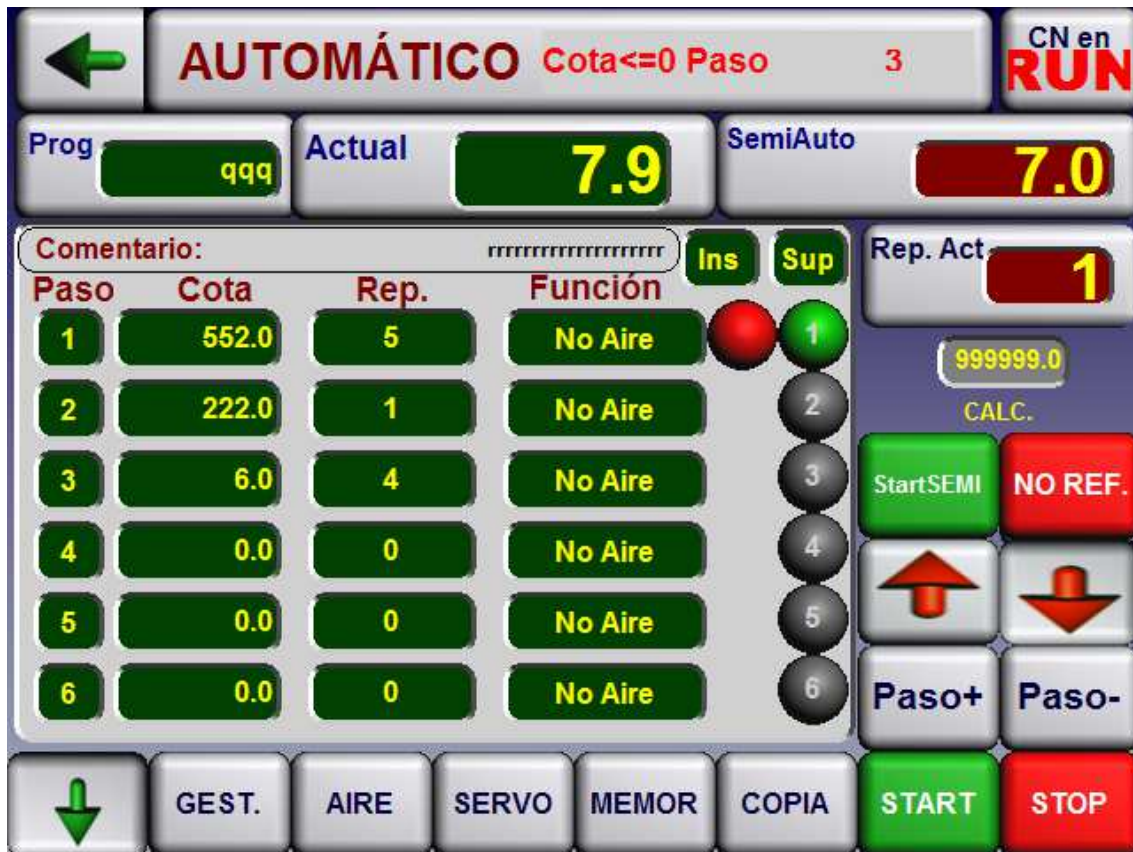 AUTOMÁTICO Cota<=0 Paso 3
CN en
RUN
Prog qqq
Actual 7.9
SemiAuto 7.0
Comentario: rrrrrrrrrrrrrrrrrrrr
Ins Sup
Rep. Act 1
Paso Cota Rep. Función
1 552.0 5 No Aire 1
2 222.0 1 No Aire 2
3 6.0 4 No Aire 3
4 0.0 0 No Aire 4
5 0.0 0 No Aire 5
6 0.0 0 No Aire 6
999999.0
CALC.
StartSEMI NO REF.
Paso+ Paso-
GEST. AIRE SERVO MEMOR COPIA START STOP